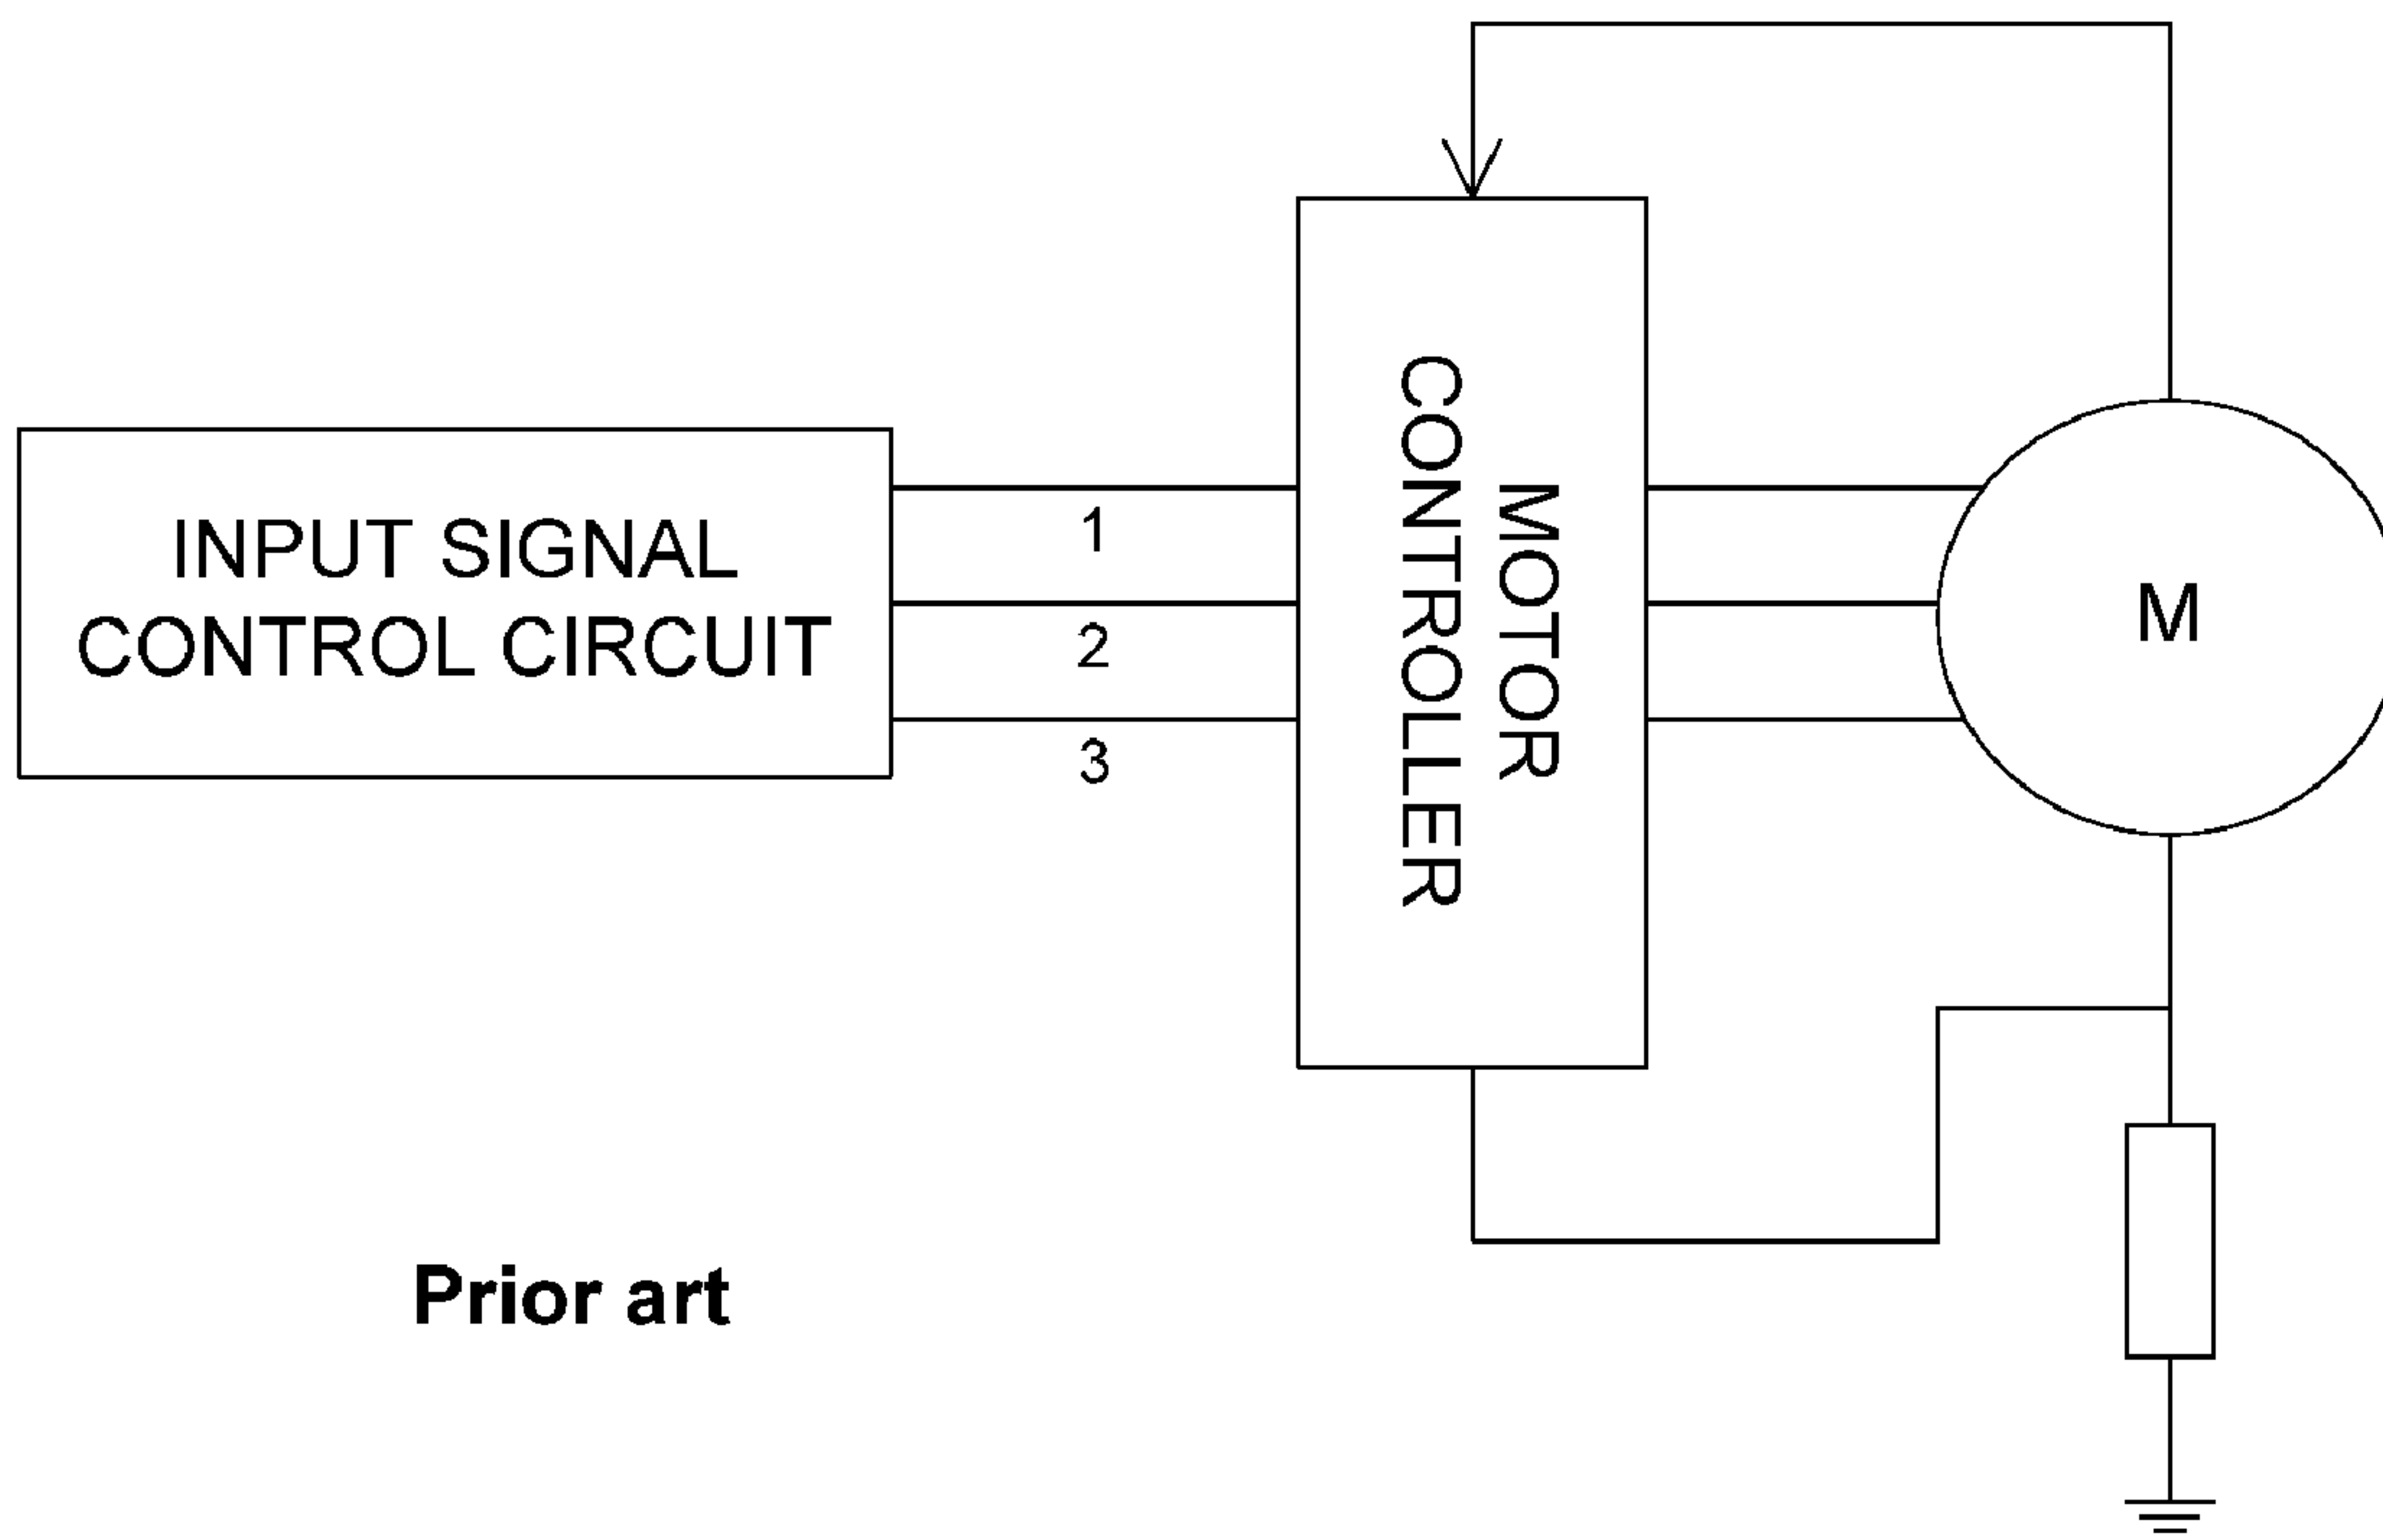 INPUT SIGNAL
CONTROL CIRCUIT
1
2
3
MOTOR
CONTROLLER
M
Prior art